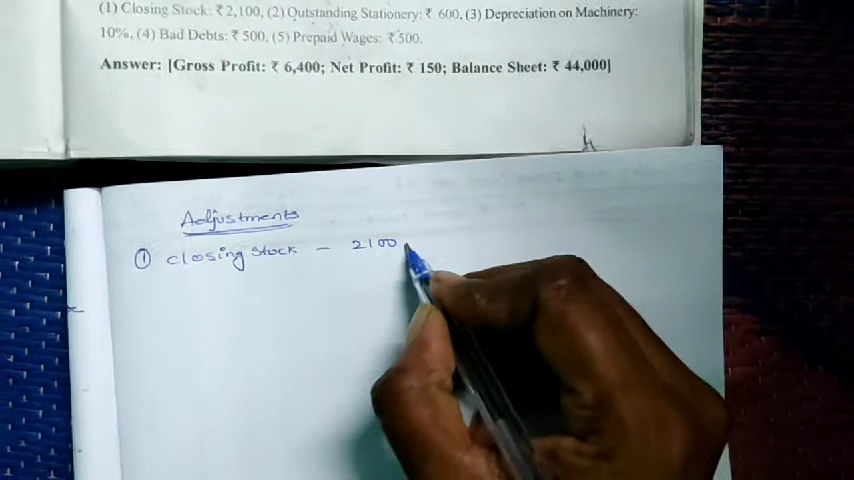 (1) Closing Stock: ₹ 2,100, (2) Outstanding Stationery: ₹ 600, (3) Depreciation on Machinery:
10%, (4) Bad Debts: ₹ 500, (5) Prepaid Wages: ₹ 500.
Answer: [Gross Profit: ₹ 6,400; Net Profit: ₹ 150; Balance Sheet: ₹ 44,000]
Adjustments
① closing Stock – 2100